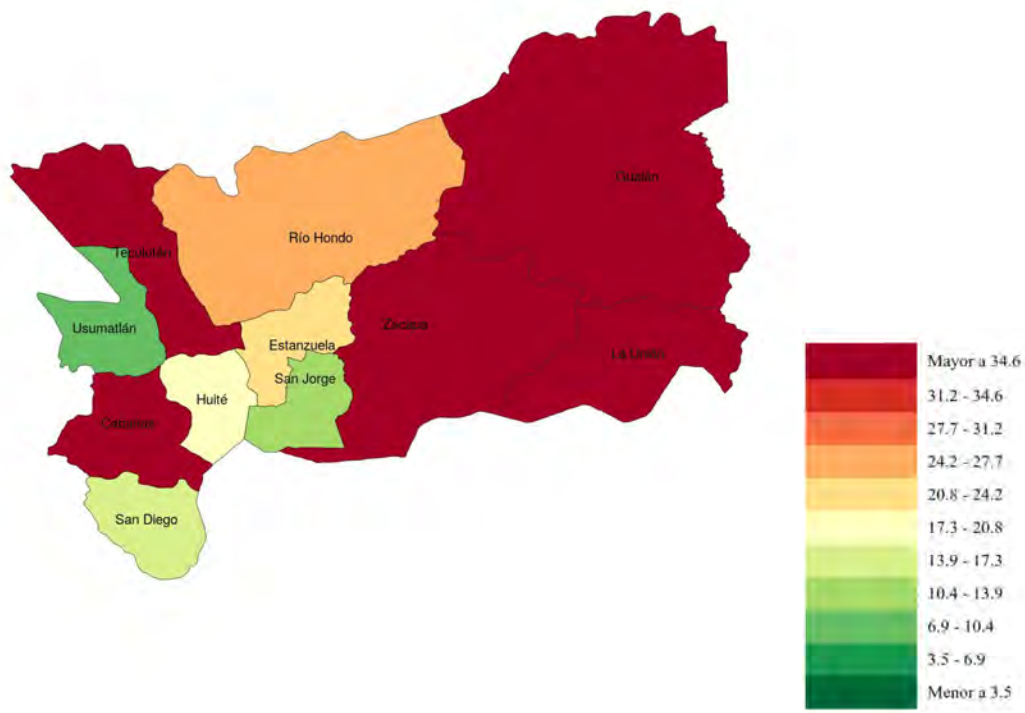 Gualán
Río Hondo
Teculután
Usumatlán
Zacapa
Estanzuela
La Unión
San Jorge
Huité
Cabañas
San Diego
Mayor a 34.6
31.2 - 34.6
27.7 - 31.2
24.2 - 27.7
20.8 - 24.2
17.3 - 20.8
13.9 - 17.3
10.4 - 13.9
6.9 - 10.4
3.5 - 6.9
Menor a 3.5